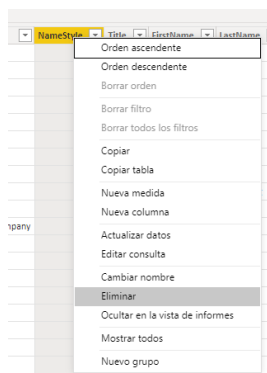 NameStyle Title FirstName LastName
Orden ascendente
Orden descendente
Borrar orden
Borrar filtro
Borrar todos los filtros
Copiar
Copiar tabla
Nueva medida
Nueva columna
mpany
Actualizar datos
Editar consulta
Cambiar nombre
Eliminar
Ocultar en la vista de informes
Mostrar todos
Nuevo grupo